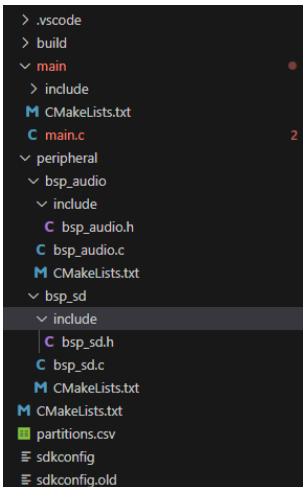 .vscode
build
main
include
M CMakeLists.txt
C main.c 2
peripheral
bsp_audio
include
C bsp_audio.h
C bsp_audio.c
M CMakeLists.txt
bsp_sd
include
C bsp_sd.h
C bsp_sd.c
M CMakeLists.txt
M CMakeLists.txt
partitions.csv
sdkconfig
sdkconfig.old